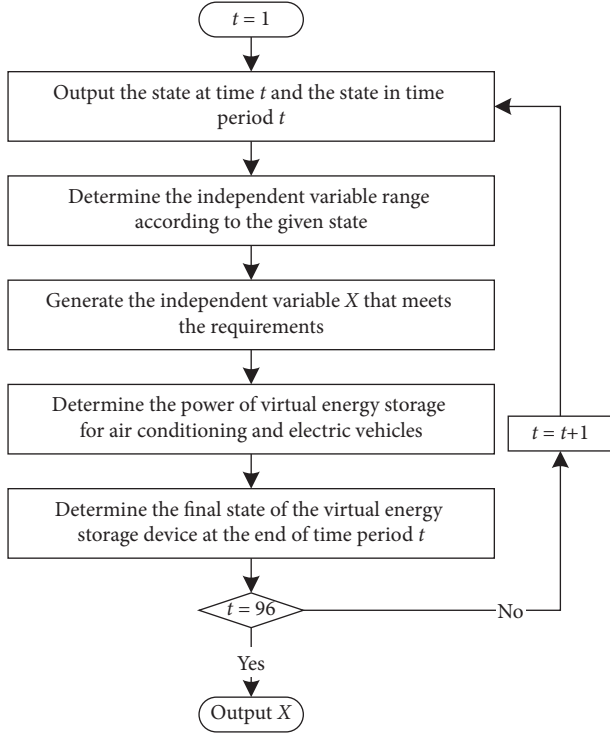 t = 1
Output the state at time t and the state in time
period t
Determine the independent variable range
according to the given state
Generate the independent variable X that meets
the requirements
Determine the power of virtual energy storage
for air conditioning and electric vehicles
t = t+1
Determine the final state of the virtual energy
storage device at the end of time period t
t = 96
No
Yes
Output X